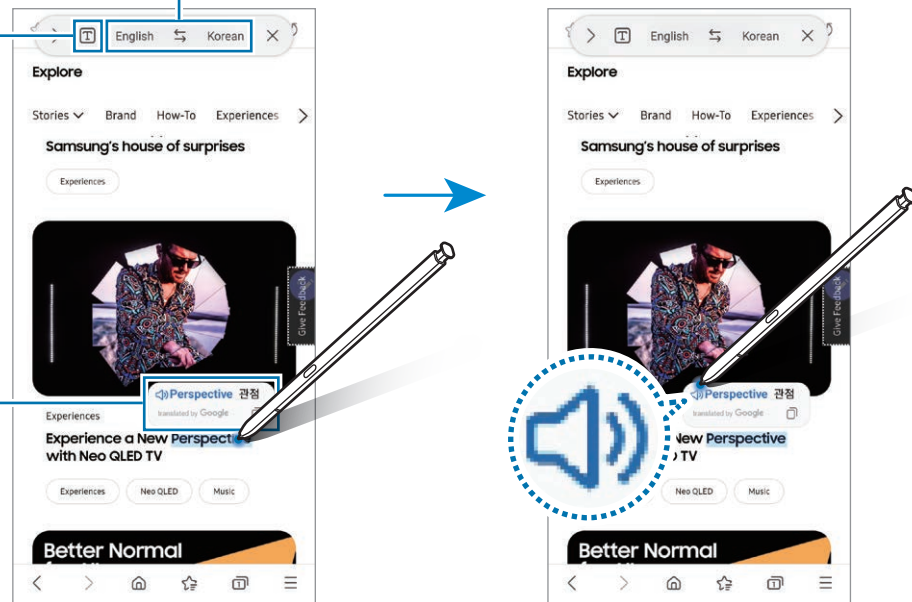 T English Korean
Explore
Stories Brand How-To Experiences
Samsung's house of surprises
Experiences
Give Feedback
Perspective 관점
translated by Google
Experiences
Experience a New Perspecti
with Neo QLED TV
Experiences Neo QLED Music
Better Normal
1
T English Korean
Explore
Stories Brand How-To Experiences
Samsung's house of surprises
Experiences
Give Feedback
Perspective 관점
translated by Google
New Perspective
TV
Neo QLED Music
Better Normal
1